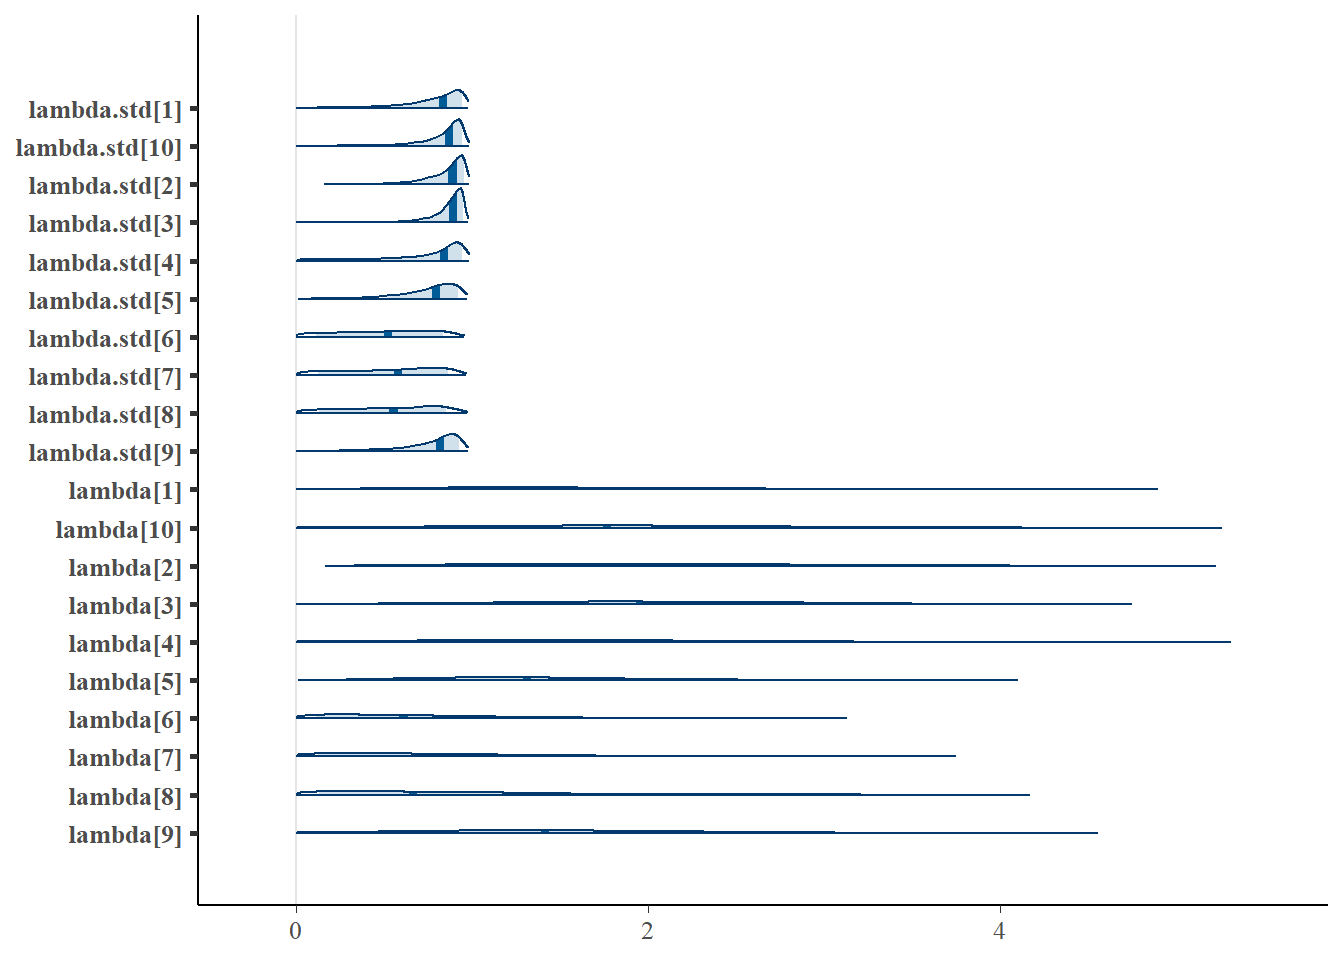 lambda.std[1]
lambda.std[10]
lambda.std[2]
lambda.std[3]
lambda.std[4]
lambda.std[5]
lambda.std[6]
lambda.std[7]
lambda.std[8]
lambda.std[9]
lambda[1]
lambda[10]
lambda[2]
lambda[3]
lambda[4]
lambda[5]
lambda[6]
lambda[7]
lambda[8]
lambda[9]
0 2 4